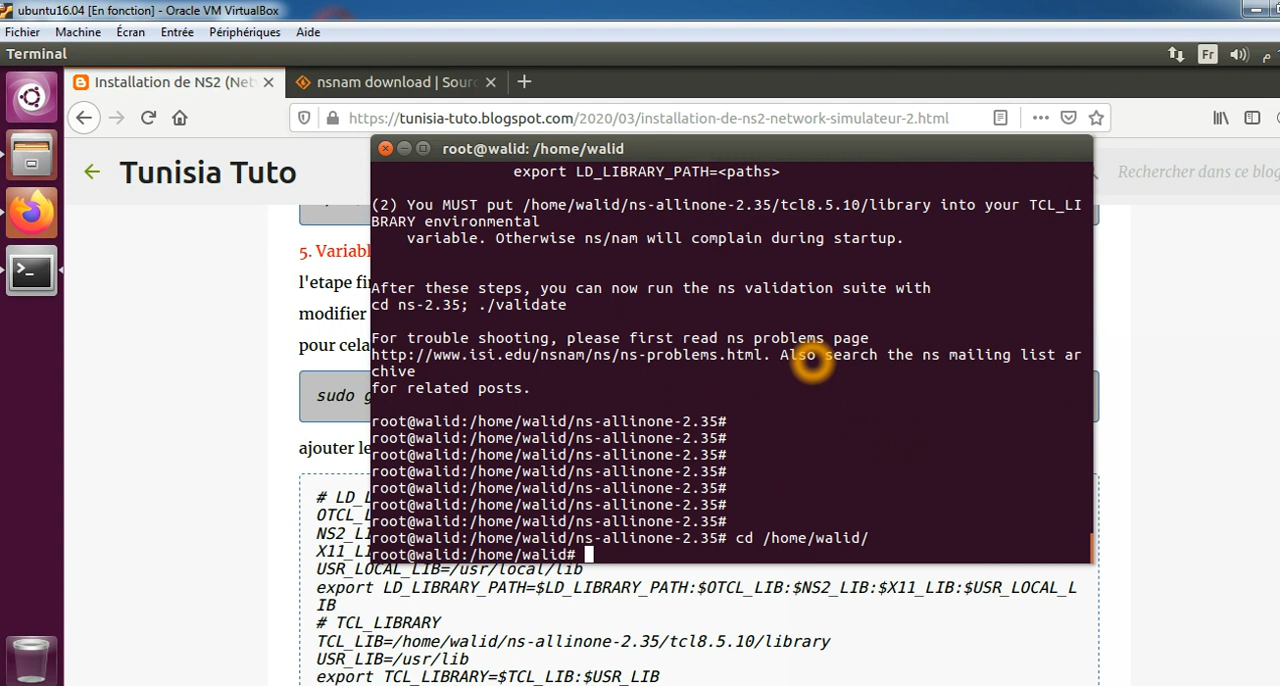 ubuntu16.04 [En fonction] - Oracle VM VirtualBox
Fichier Machine Écran Entrée Périphériques Aide
Terminal
Fr
Installation de NS2 (Net
nsnam download | Sour
https://tunisia-tuto.blogspot.com/2020/03/installation-de-ns2-network-simulateur-2.html
Tunisia Tuto
Rechercher dans ce blog
root@walid: /home/walid
export LD_LIBRARY_PATH=<paths>
(2) You MUST put /home/walid/ns-allinone-2.35/tcl8.5.10/library into your TCL_LI
BRARY environmental
variable. Otherwise ns/nam will complain during startup.
After these steps, you can now run the ns validation suite with
cd ns-2.35; ./validate
For trouble shooting, please first read ns problems page
http://www.isi.edu/nsnam/ns/ns-problems.html. Also search the ns mailing list ar
chive
for related posts.
root@walid:/home/walid/ns-allinone-2.35#
root@walid:/home/walid/ns-allinone-2.35#
root@walid:/home/walid/ns-allinone-2.35#
root@walid:/home/walid/ns-allinone-2.35#
root@walid:/home/walid/ns-allinone-2.35#
root@walid:/home/walid/ns-allinone-2.35#
root@walid:/home/walid/ns-allinone-2.35#
root@walid:/home/walid/ns-allinone-2.35# cd /home/walid/
root@walid:/home/walid#
5. Variabl
l'etape fi
modifier
pour cela
sudo g
ajouter le
# LD_L
OTCL_
NS2_L
X11_L
USR_LOCAL_LIB=/usr/local/lib
export LD_LIBRARY_PATH=$LD_LIBRARY_PATH:$OTCL_LIB:$NS2_LIB:$X11_LIB:$USR_LOCAL_L
IB
# TCL_LIBRARY
TCL_LIB=/home/walid/ns-allinone-2.35/tcl8.5.10/library
USR_LIB=/usr/lib
export TCL_LIBRARY=$TCL_LIB:$USR_LIB